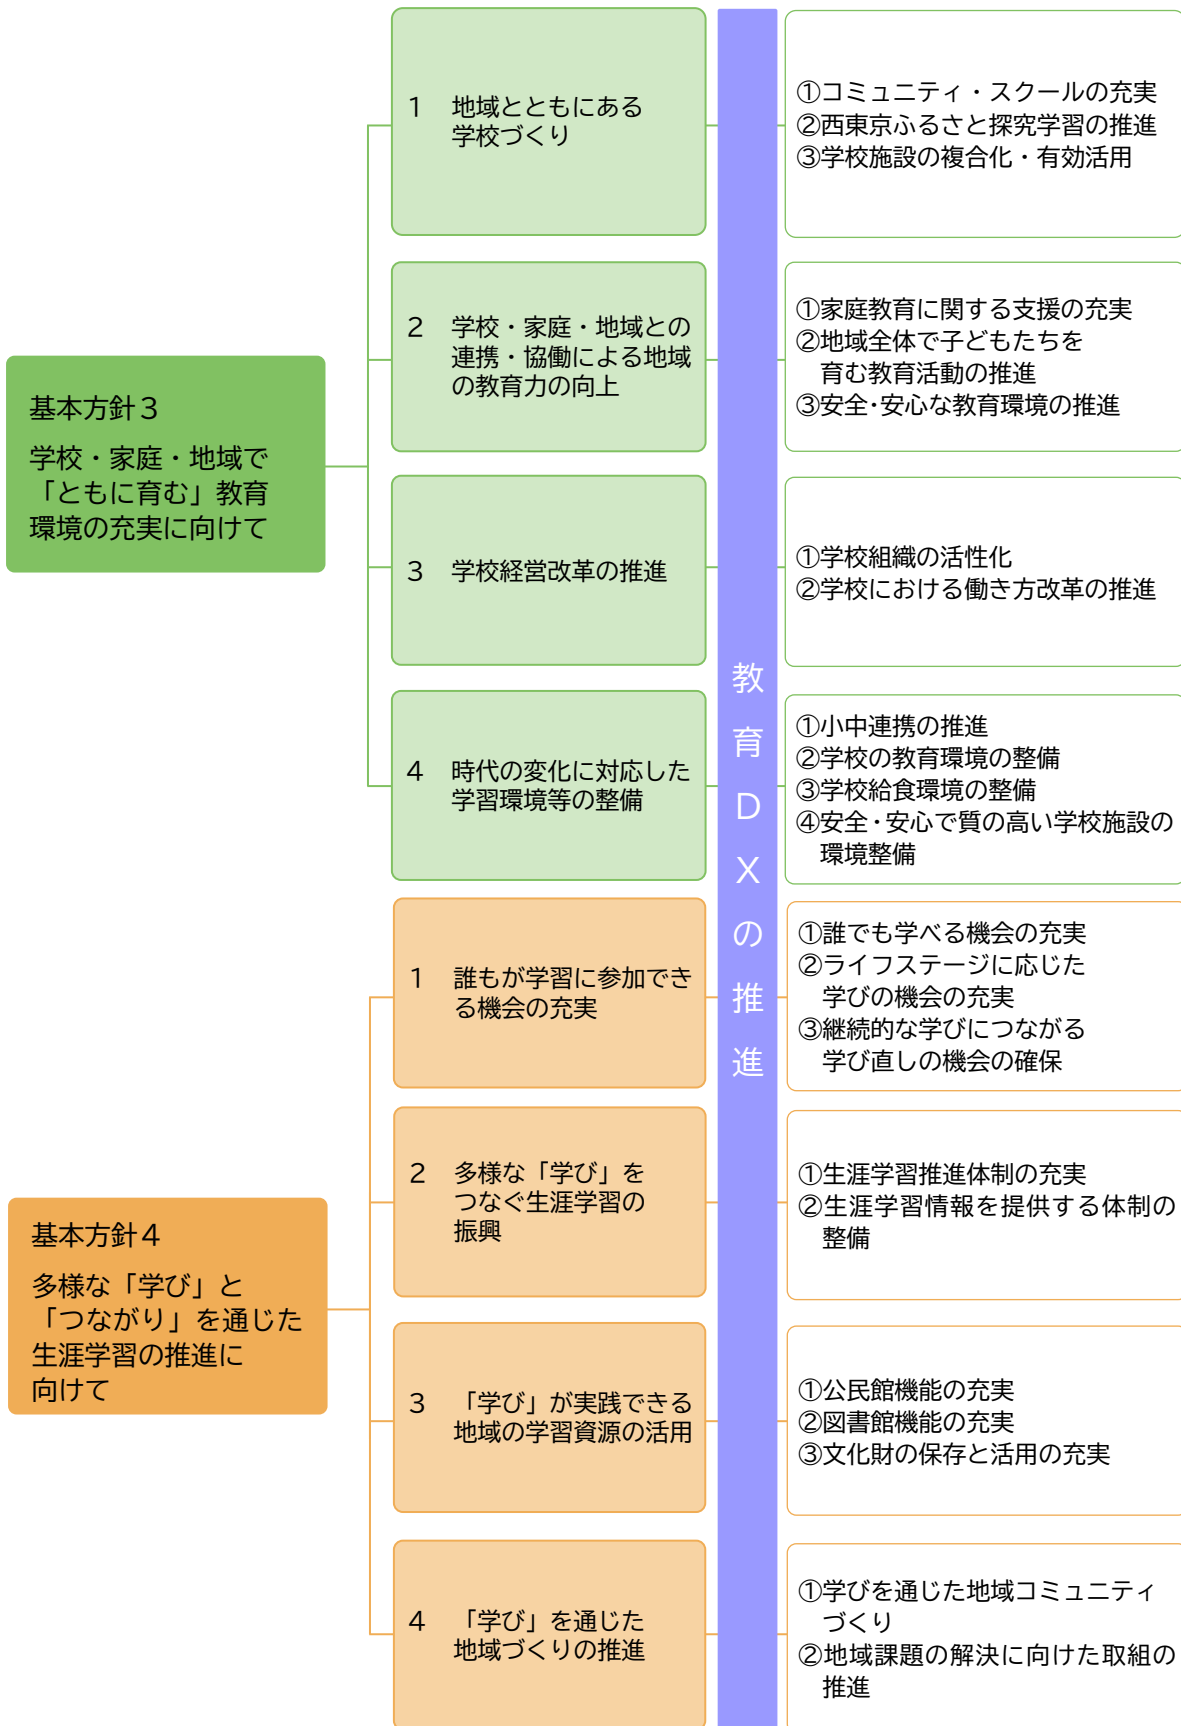 基本方針3
学校・家庭・地域で
「ともに育む」教育
環境の充実に向けて
1 地域とともにある
学校づくり
①コミュニティ・スクールの充実
②西東京ふるさと探究学習の推進
③学校施設の複合化・有効活用
2 学校・家庭・地域との
連携・協働による地域
の教育力の向上
①家庭教育に関する支援の充実
②地域全体で子どもたちを
育む教育活動の推進
③安全・安心な教育環境の推進
3 学校経営改革の推進
①学校組織の活性化
②学校における働き方改革の推進
4 時代の変化に対応した
学習環境等の整備
①小中連携の推進
②学校の教育環境の整備
③学校給食環境の整備
④安全・安心で質の高い学校施設の
環境整備
教育DXの推進
基本方針4
多様な「学び」と
「つながり」を通じた
生涯学習の推進に
向けて
1 誰もが学習に参加でき
る機会の充実
①誰でも学べる機会の充実
②ライフステージに応じた
学びの機会の充実
③継続的な学びにつながる
学び直しの機会の確保
2 多様な「学び」を
つなぐ生涯学習の
振興
①生涯学習推進体制の充実
②生涯学習情報を提供する体制の
整備
3 「学び」が実践できる
地域の学習資源の活用
①公民館機能の充実
②図書館機能の充実
③文化財の保存と活用の充実
4 「学び」を通じた
地域づくりの推進
①学びを通じた地域コミュニティ
づくり
②地域課題の解決に向けた取組の
推進